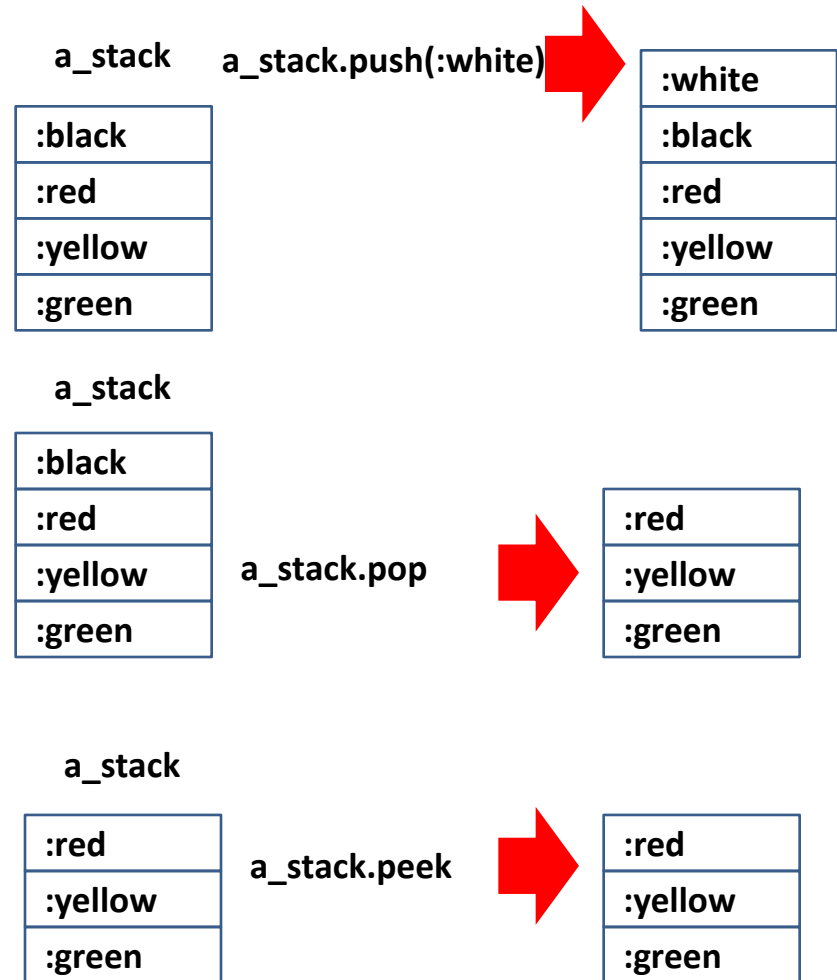 a_stack
a_stack.push(:white)
:black
:red
:yellow
:green
:white
:black
:red
:yellow
:green
a_stack
:black
:red
:yellow
:green
a_stack.pop
:red
:yellow
:green
a_stack
:red
:yellow
:green
a_stack.peek
:red
:yellow
:green